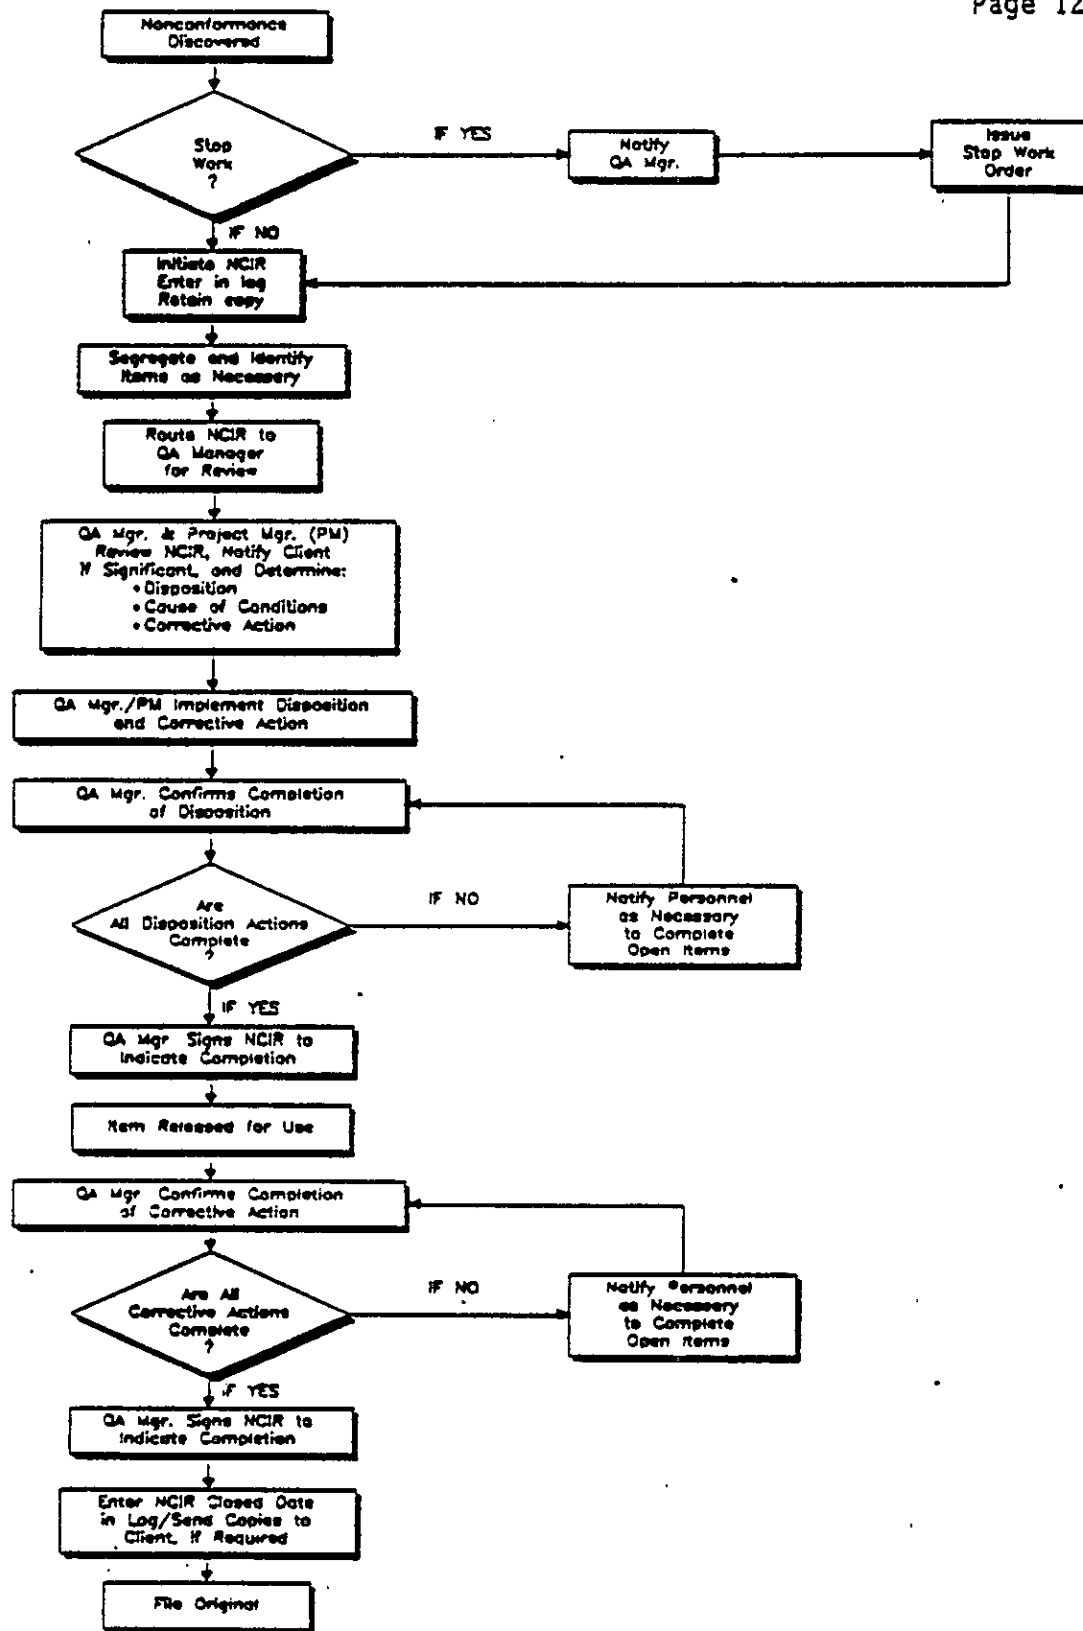 Page 12
Nonconformance
Discovered
Stop
Work
?
IF YES
Notify
QA Mgr.
Issue
Stop Work
Order
IF NO
Initiate NCIR
Enter in log
Retain copy
Segregate and Identify
Items as Necessary
Route NCIR to
QA Manager
for Review
QA Mgr. & Project Mgr. (PM)
Review NCIR, Notify Client
If Significant, and Determine:
• Disposition
• Cause of Conditions
• Corrective Action
QA Mgr./PM Implement Disposition
and Corrective Action
QA Mgr. Confirms Completion
of Disposition
Are
All Disposition Actions
Complete
?
IF NO
Notify Personnel
as Necessary
to Complete
Open Items
IF YES
QA Mgr Signs NCIR to
Indicate Completion
Item Released for Use
QA Mgr Confirms Completion
of Corrective Action
Are All
Corrective Actions
Complete
?
IF NO
Notify Personnel
as Necessary
to Complete
Open Items
IF YES
QA Mgr. Signs NCIR to
Indicate Completion
Enter NCIR Closed Date
in Log/Send Copies to
Client, If Required
File Original